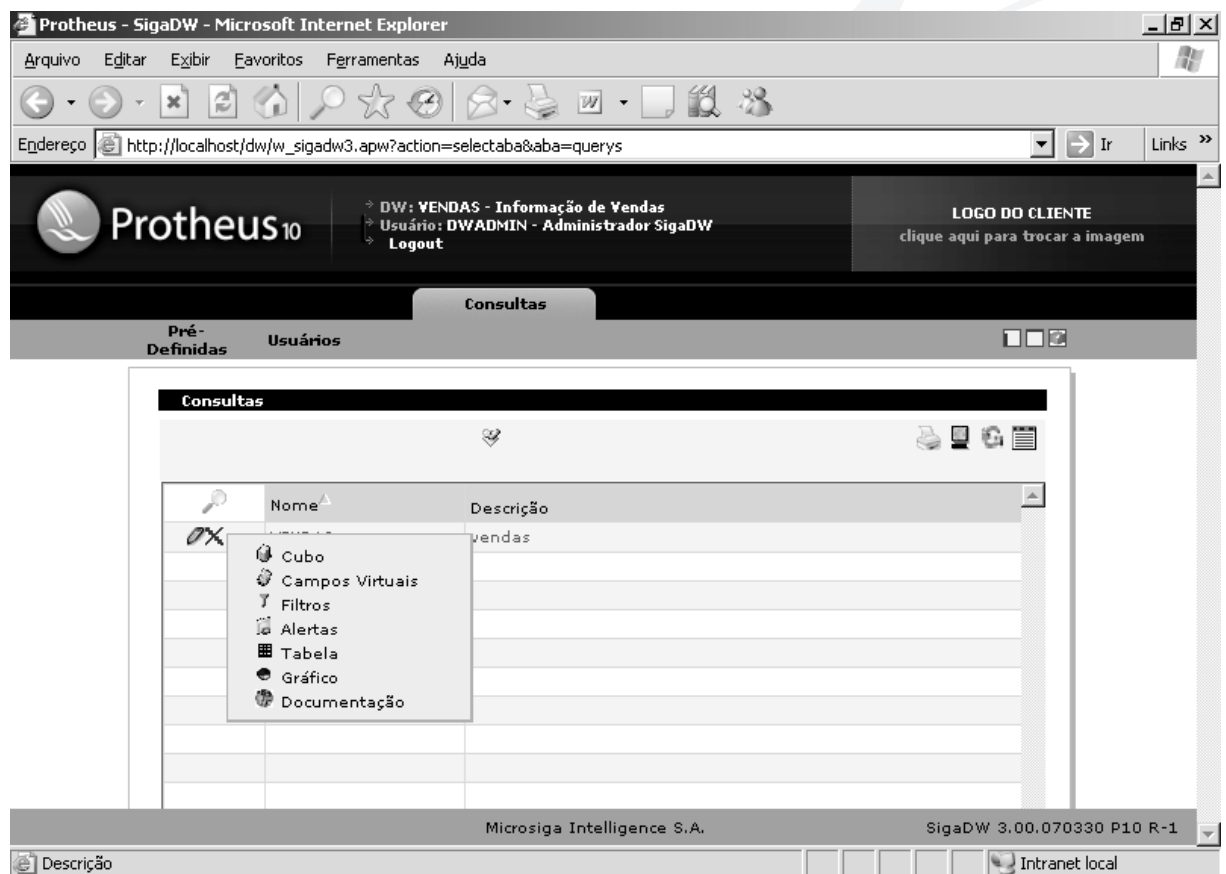 Protheus - SigaDW - Microsoft Internet Explorer
Arquivo Editar Exibir Favoritos Ferramentas Ajuda
Endereço http://localhost/dw/w_sigadw3.apw?action=selectaba&aba=querys Ir Links »
Protheus 10
DW: VENDAS - Informação de Vendas
Usuário: DWADMIN - Administrador SigaDW
Logout
LOGO DO CLIENTE
clique aqui para trocar a imagem
Consultas
Pré-Definidas Usuários
Consultas
Nome Descrição
vendas
Cubo
Campos Virtuais
Filtros
Alertas
Tabela
Gráfico
Documentação
Microsiga Intelligence S.A. SigaDW 3.00.070330 P10 R-1
Descrição Intranet local